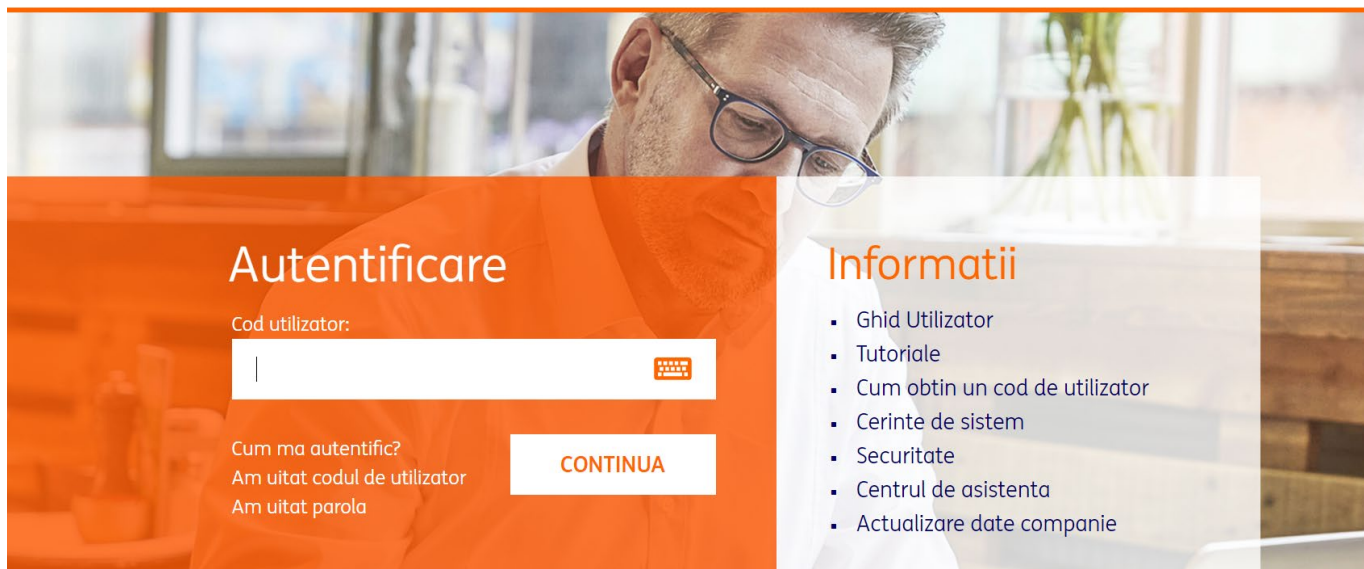 Autentificare
Cod utilizator:
Cum ma autentific?
Am uitat codul de utilizator
Am uitat parola
CONTINUA
Informatii
Ghid Utilizator
Tutoriale
Cum obtin un cod de utilizator
Cerinte de sistem
Securitate
Centrul de asistenta
Actualizare date companie